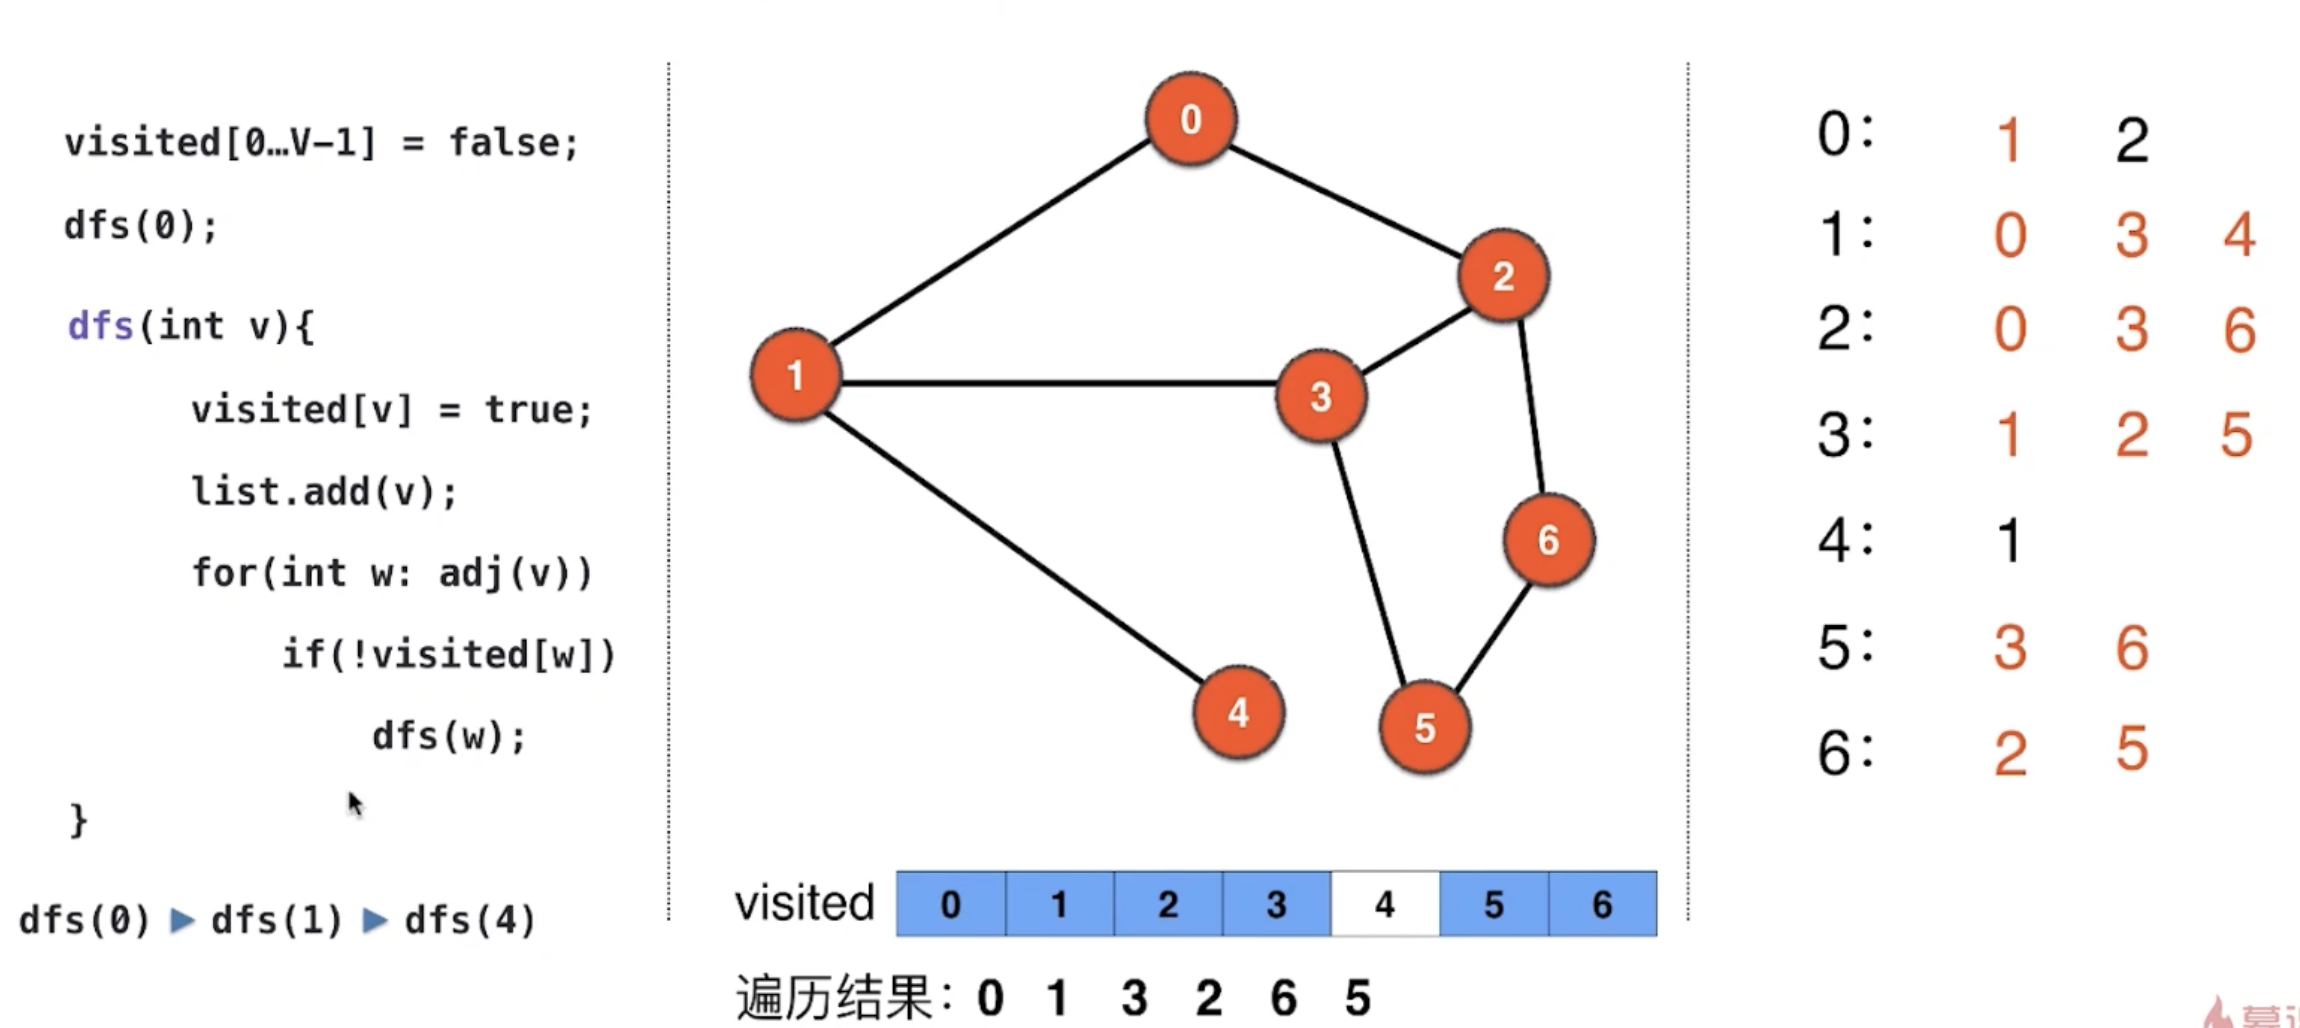 visited[0…V-1] = false;
dfs(0);
dfs(int v){
visited[v] = true;
list.add(v);
for(int w: adj(v))
if(!visited[w])
dfs(w);
}
dfs(0) ▶ dfs(1) ▶ dfs(4)
0
2
1
3
6
4
5
visited 0 1 2 3 4 5 6
遍历结果: 0 1 3 2 6 5
0: 1 2
1: 0 3 4
2: 0 3 6
3: 1 2 5
4: 1
5: 3 6
6: 2 5